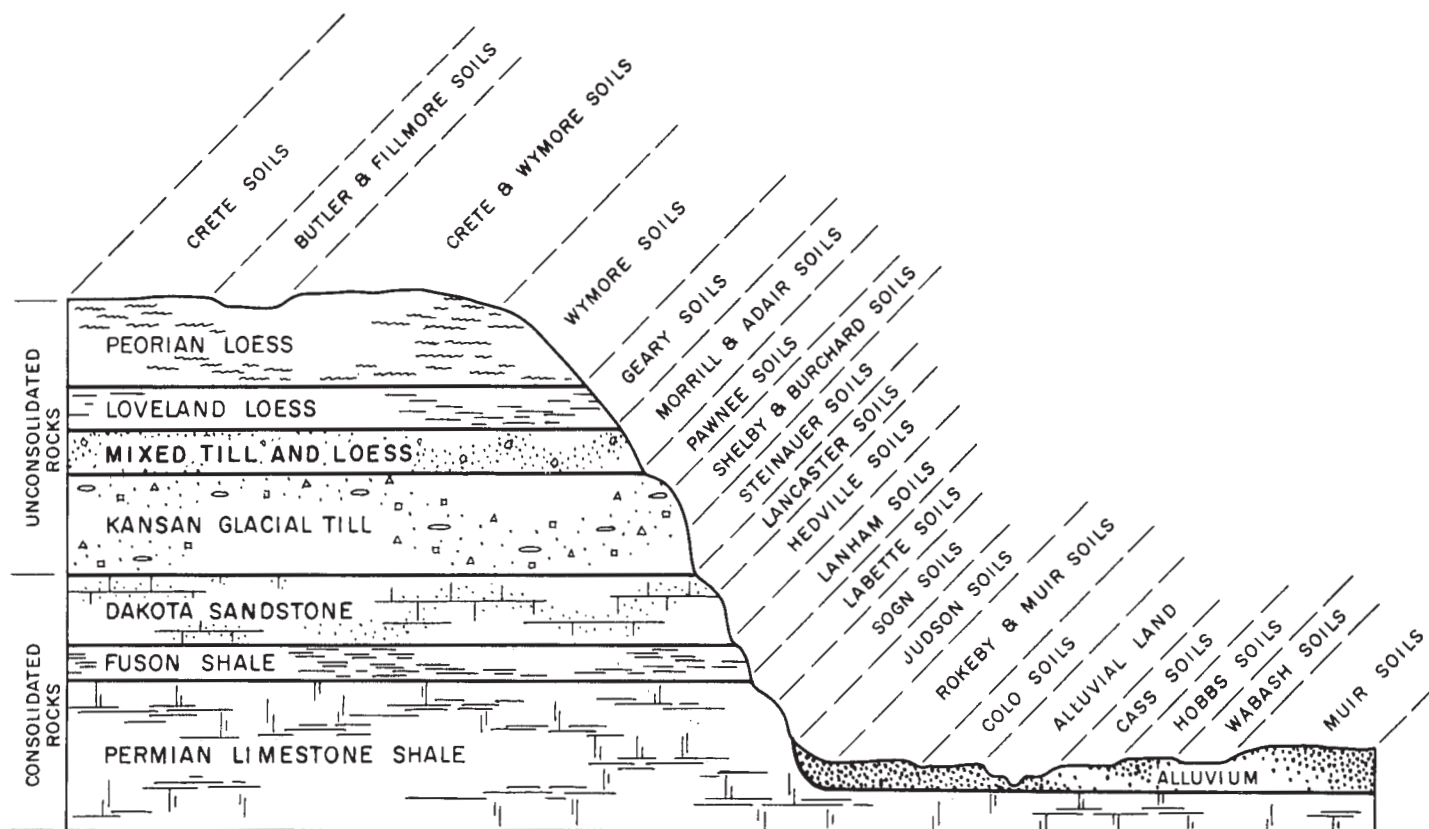 CRETE SOILS
BUTLER & FILLMORE SOILS
CRETE & WYMORE SOILS
WYMORE SOILS
GEARY SOILS
MORRILL & ADAIR SOILS
PAWNEE SOILS
SHELBY & BURCHARD SOILS
STEINAUER SOILS
LANCASTER SOILS
HEDVILLE SOILS
LANHAM SOILS
LABETTE SOILS
SOGN SOILS
JUDSON SOILS
ROKEBY & MUIR SOILS
COLO SOILS
ALLUVIAL LAND
CASS SOILS
HOBBS SOILS
WABASH SOILS
MUIR SOILS
UNCONSOLIDATED
ROCKS
PEORIAN LOESS
LOVELAND LOESS
MIXED TILL AND LOESS
KANSAN GLACIAL TILL
CONSOLIDATED
ROCKS
DAKOTA SANDSTONE
FUSON SHALE
PERMIAN LIMESTONE SHALE
ALLUVIUM